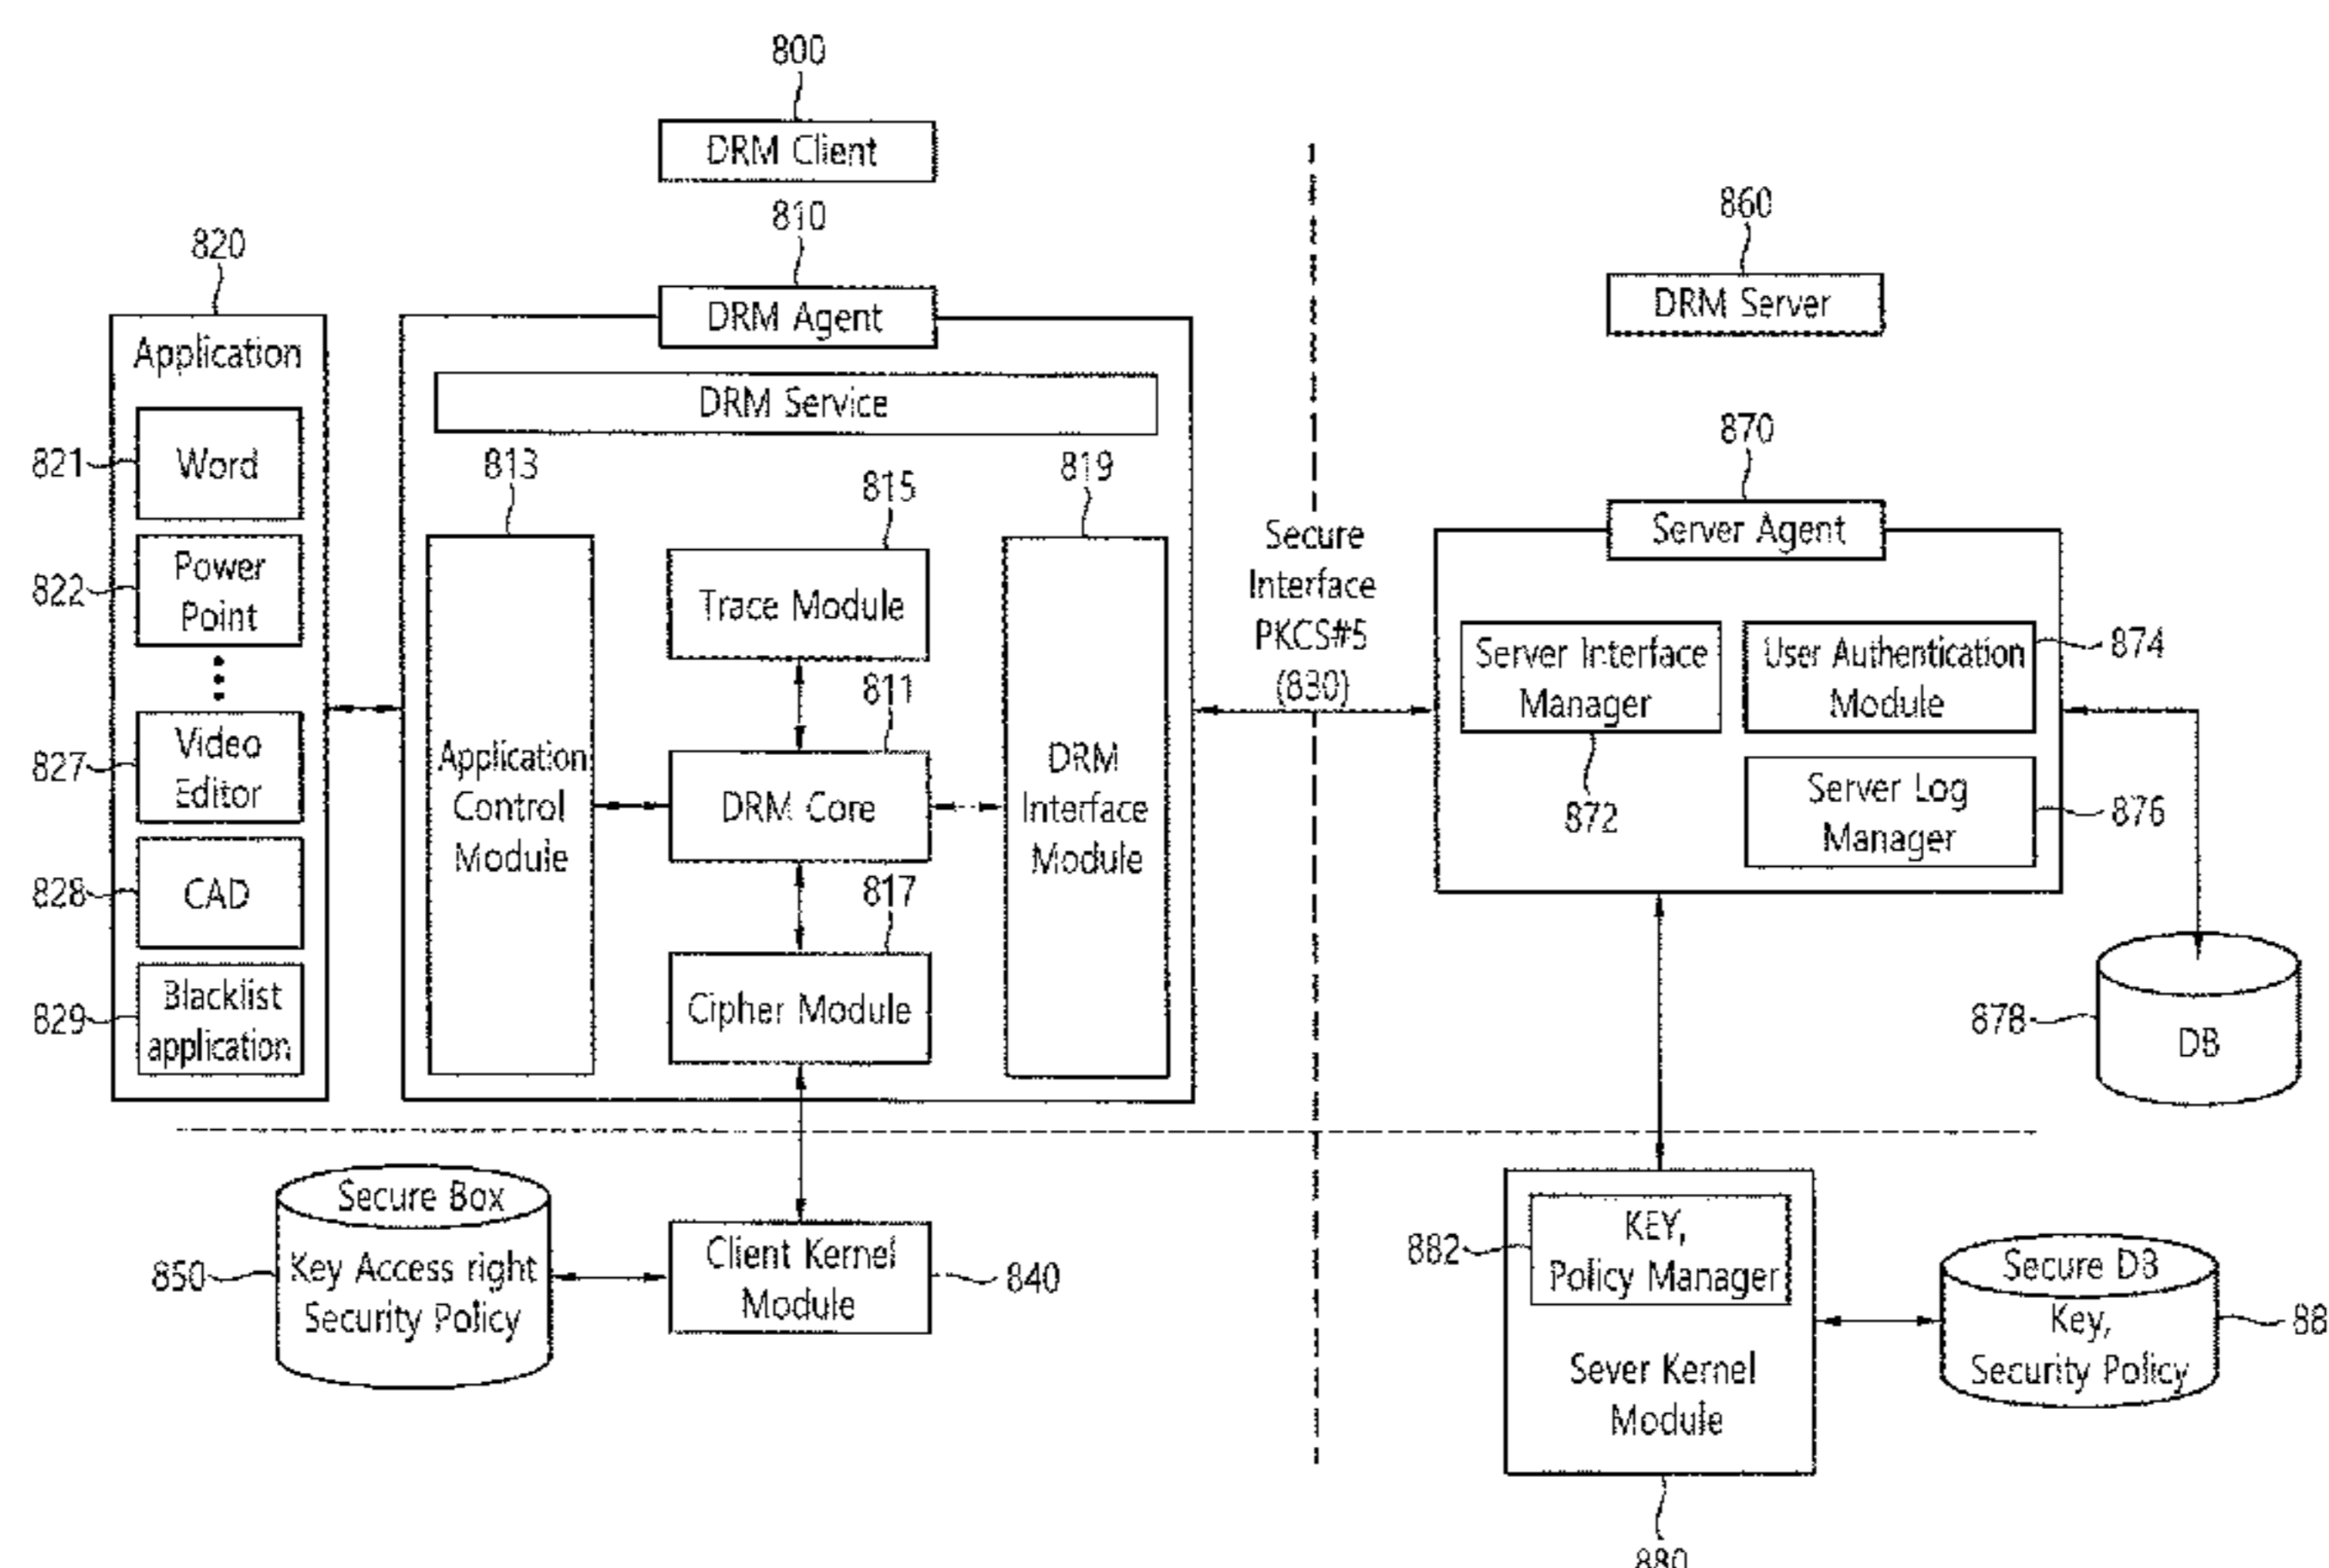 800
DRM Client
810
DRM Agent
DRM Service
820
Application
821
Word
822
Power
Point
827
Video
Editor
828
CAD
829
Blacklist
application
813
Application
Control
Module
815
Trace Module
811
DRM Core
817
Cipher Module
819
DRM
Interface
Module
Secure
Interface
PKCS#5
(830)
860
DRM Server
870
Server Agent
Server Interface
Manager
872
User Authentication
Module
874
Server Log
Manager
876
878
DB
850
Secure Box
Key Access right
Security Policy
Client Kernel
Module
840
882
KEY,
Policy Manager
Sever Kernel
Module
880
Secure DB
Key,
Security Policy
88